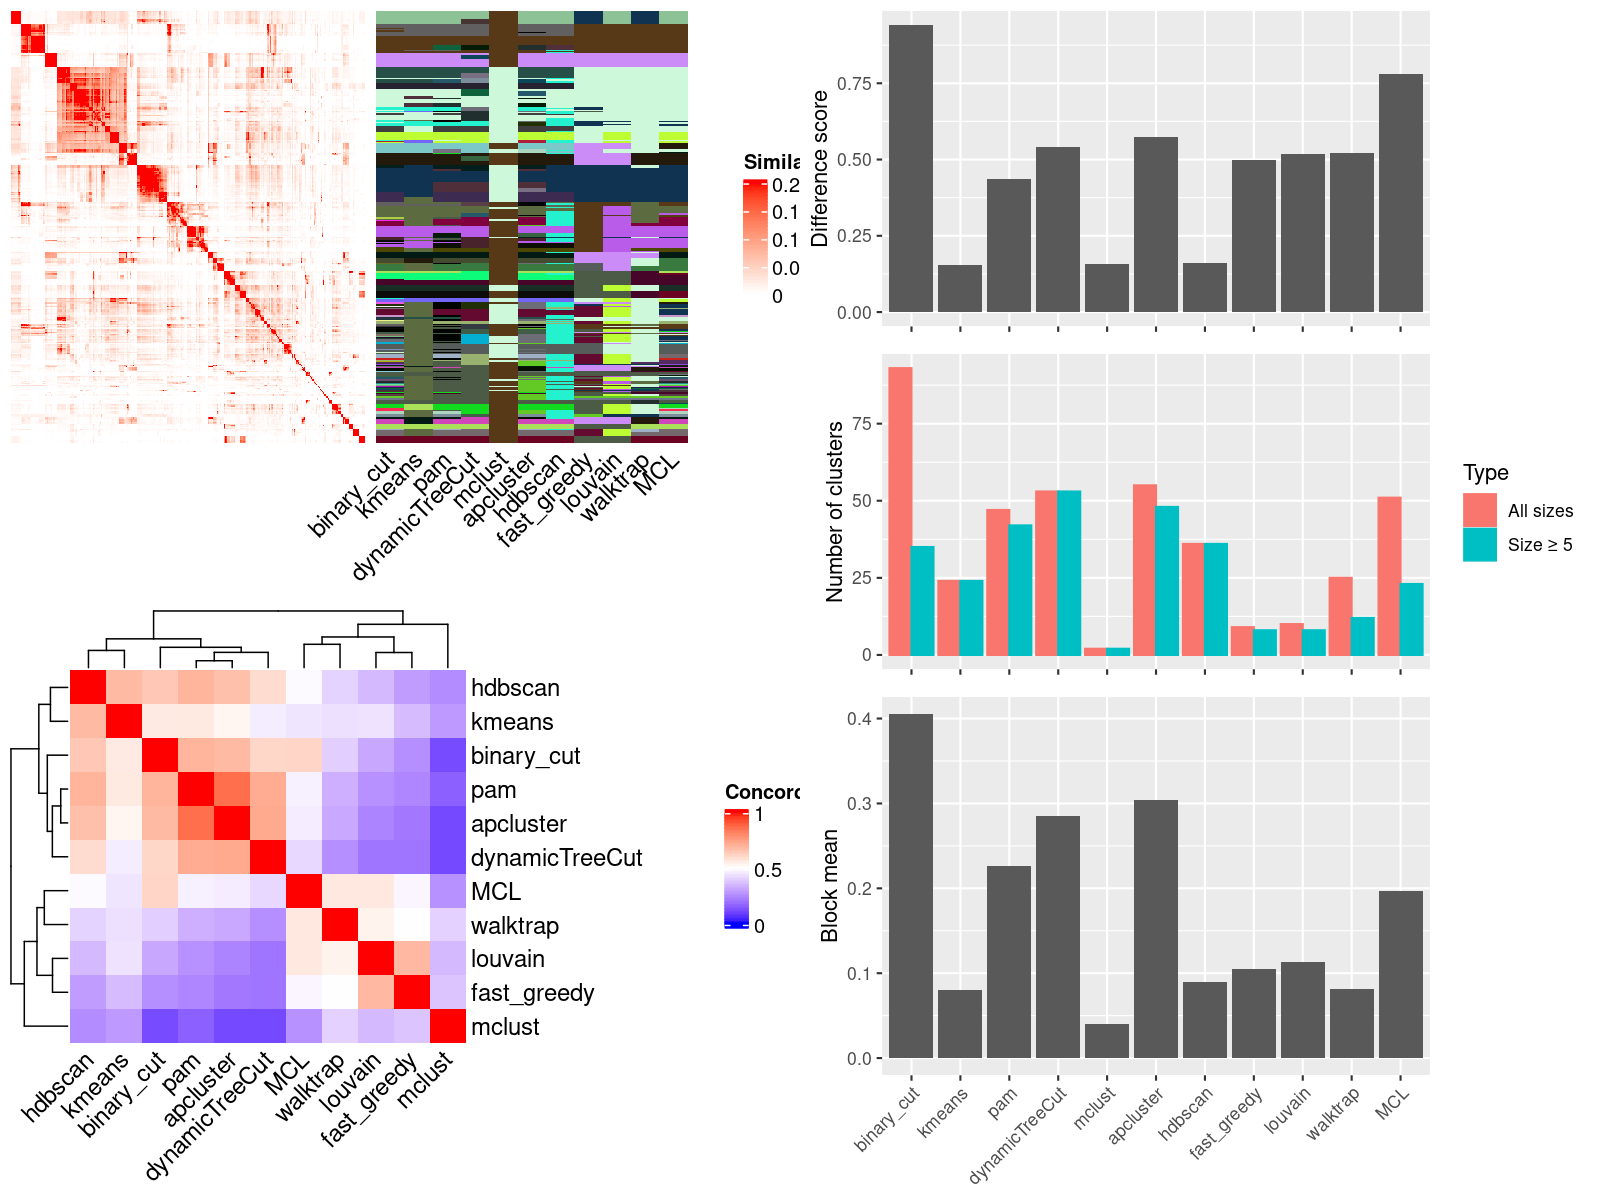 Simila
0.2
0.1
0.1
0.0
0
binary_cut
kmeans
pam
dynamicTreeCut
mclust
apcluster
hdbscan
fast_greedy
louvain
walktrap
MCL
hdbscan
kmeans
binary_cut
pam
apcluster
dynamicTreeCut
MCL
walktrap
louvain
fast_greedy
mclust
hdbscan
kmeans
binary_cut
pam
apcluster
dynamicTreeCut
MCL
walktrap
louvain
fast_greedy
mclust
Concord
1
0.5
0
Difference score
0.75
0.50
0.25
0.00
Number of clusters
75
50
25
0
Type
All sizes
Size ≥ 5
Block mean
0.4
0.3
0.2
0.1
0.0
binary_cut
kmeans
pam
dynamicTreeCut
mclust
apcluster
hdbscan
fast_greedy
louvain
walktrap
MCL